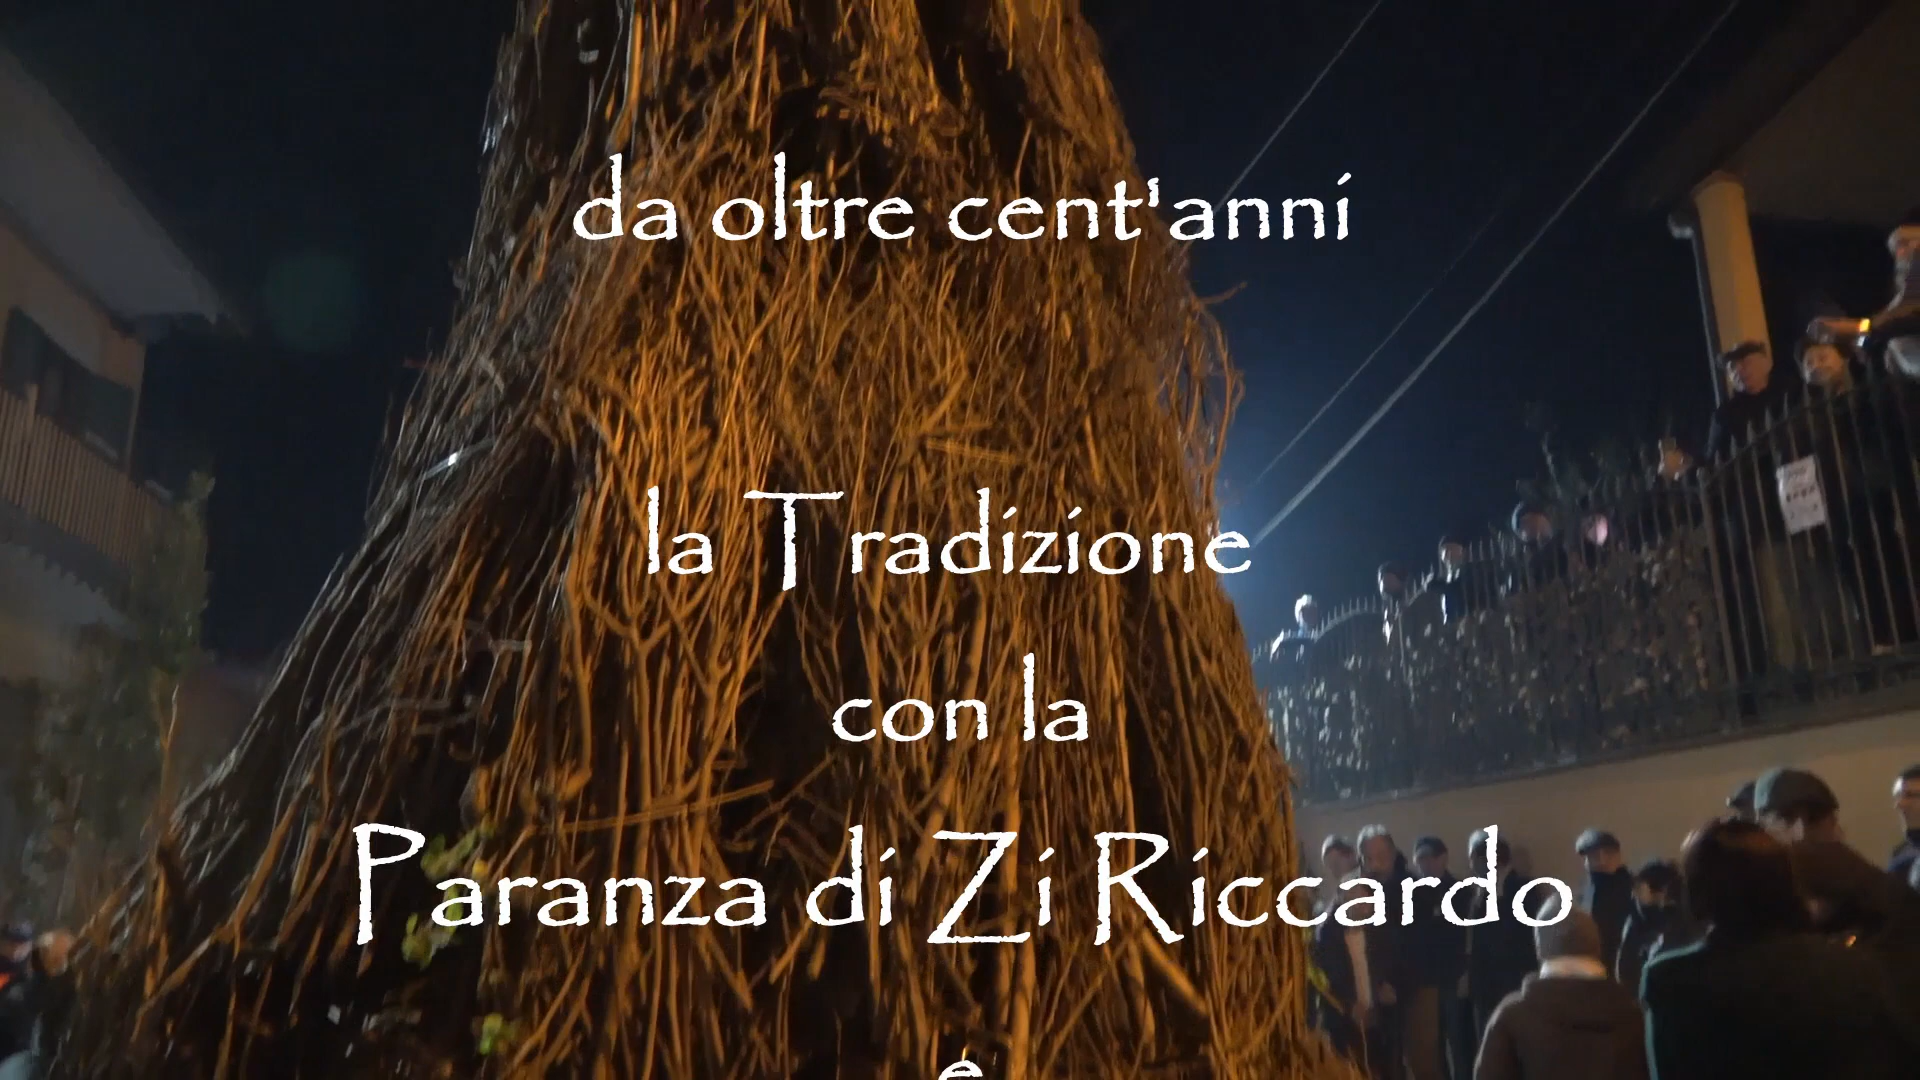 da oltre cent'anni
la Tradizione
con la
Paranza di Zi Riccardo
e